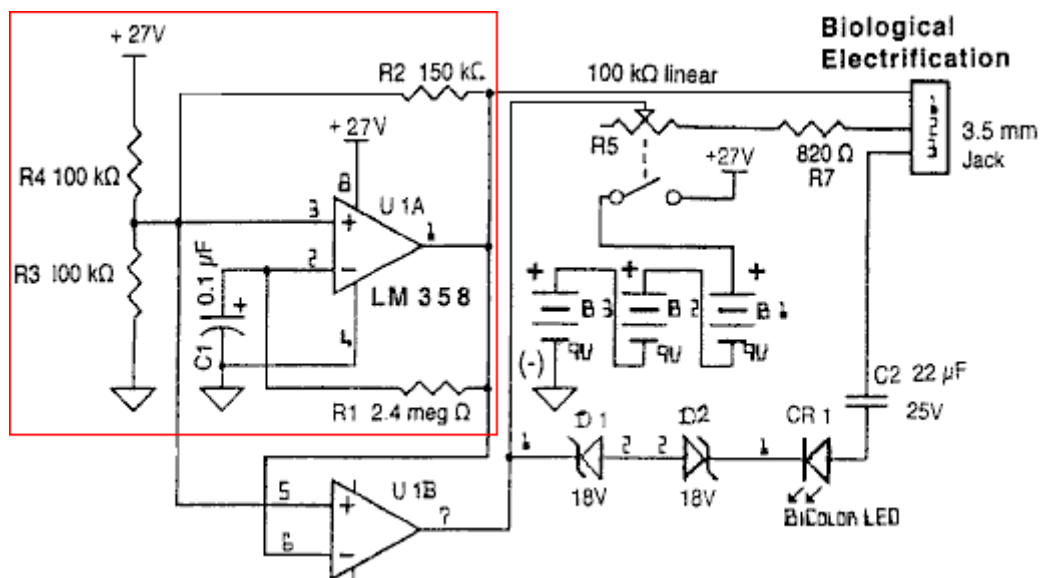 + 27V
R2 150 kΩ
R4 100 kΩ
+ 27V
8
U 1A
3
+
1
2
−
R3 100 kΩ
0.1 µF
+
C1
LM 358
4
R1 2.4 meg Ω
5
+
U 1B
7
6
−
Biological
Electrification
100 kΩ linear
R5
820 Ω
R7
1
2
3
3.5 mm
Jack
+27V
+
B 3
9V
+
B 2
9V
+
B 1
9V
(-)
C2 22 µF
25V
1
D 1
2
2
D2
1
CR 1
18V
18V
BiColor LED